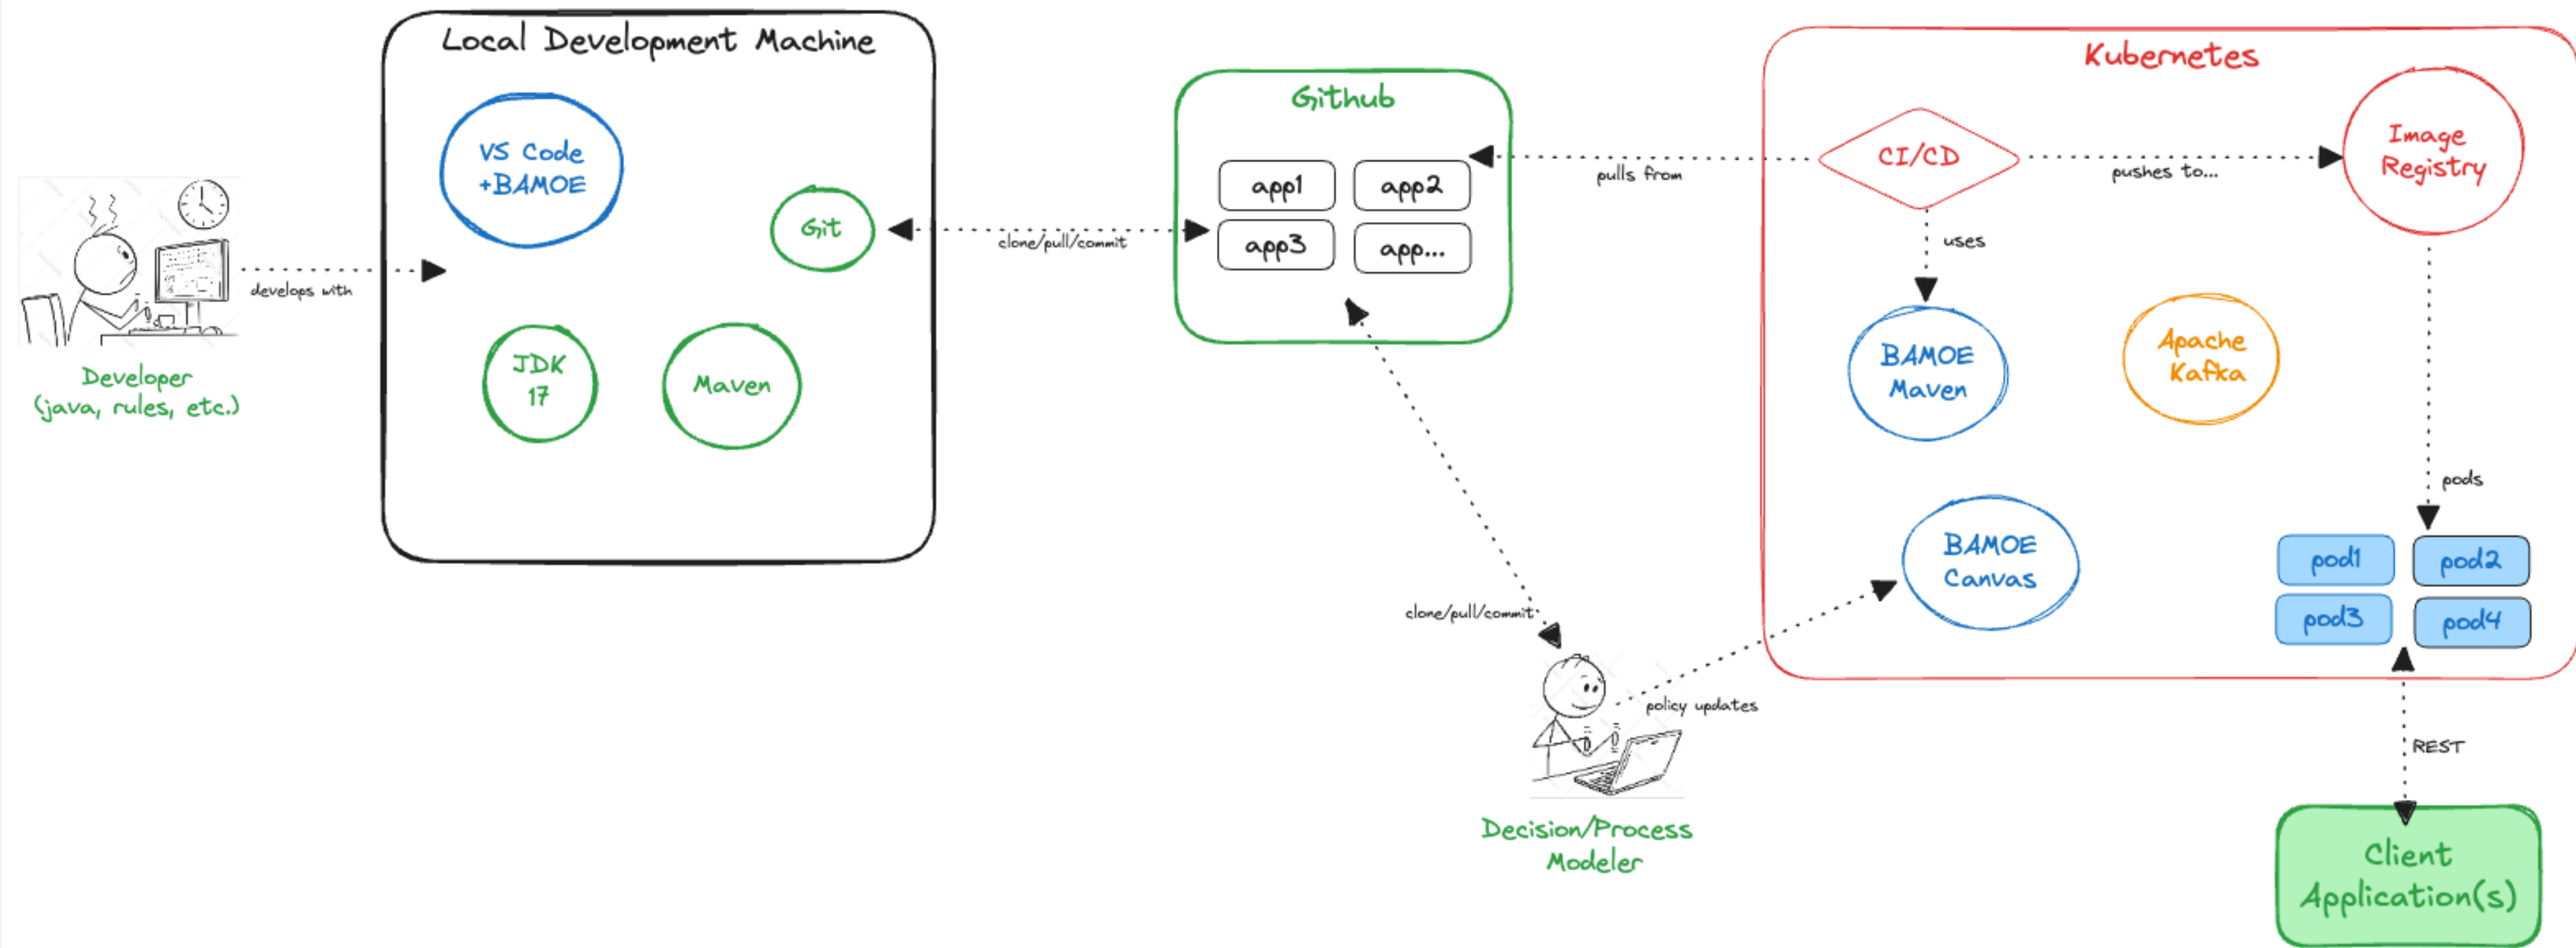 Local Development Machine
VS Code
+BAMOE
Git
JDK
17
Maven
develops with
Developer
(java, rules, etc.)
clone/pull/commit
Github
app1
app2
app3
app...
pulls from
Kubernetes
CI/CD
pushes to...
Image
Registry
uses
BAMOE
Maven
Apache
Kafka
pods
BAMOE
Canvas
pod1
pod2
pod3
pod4
clone/pull/commit
policy updates
Decision/Process
Modeler
REST
Client
Application(s)